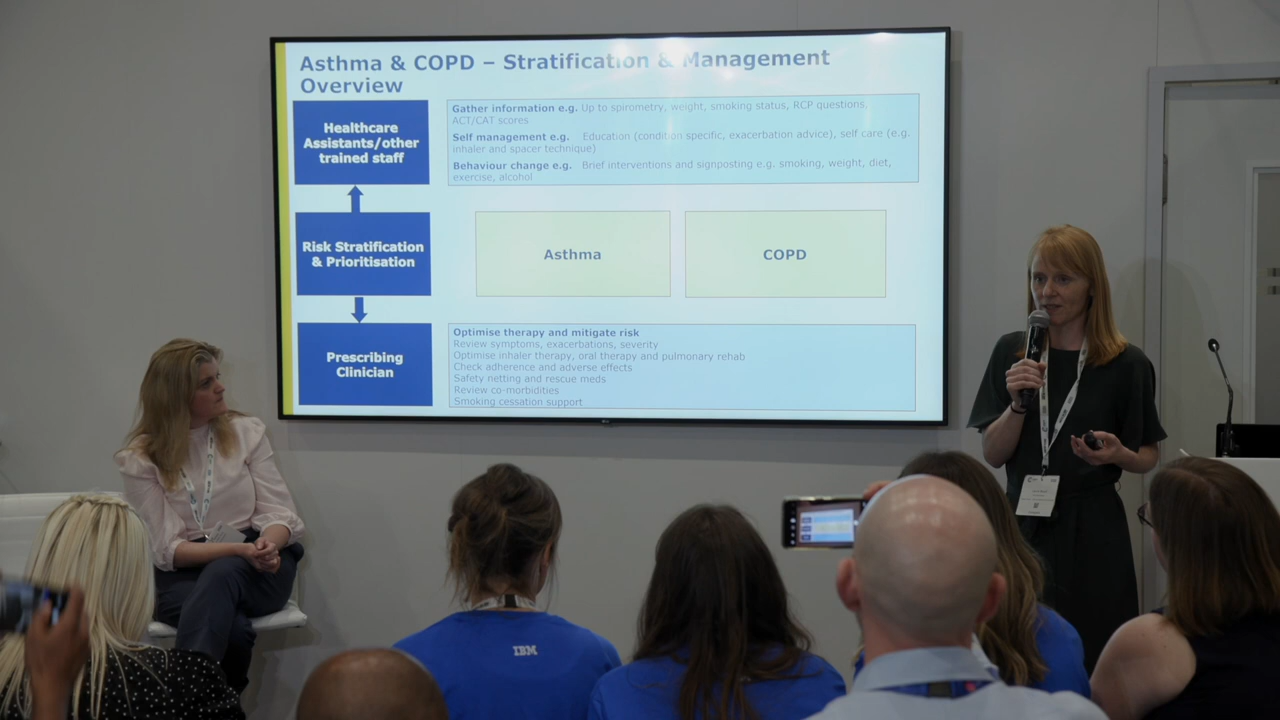 Asthma & COPD – Stratification & Management
Overview
Healthcare
Assistants/other
trained staff
Gather information e.g. Up to spirometry, weight, smoking status, RCP questions,
ACT/CAT scores
Self management e.g. Education (condition specific, exacerbation advice), self care (e.g.
inhaler and spacer technique)
Behaviour change e.g. Brief interventions and signposting e.g. smoking, weight, diet,
exercise, alcohol
Risk Stratification
& Prioritisation
Asthma
COPD
Prescribing
Clinician
Optimise therapy and mitigate risk
Review symptoms, exacerbations, severity
Optimise inhaler therapy, oral therapy and pulmonary rehab
Check adherence and adverse effects
Safety netting and rescue meds
Review co-morbidities
Smoking cessation support
IBM